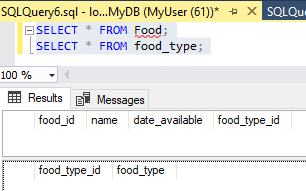 SQLQuery6.sql - lo...MyDB (MyUser (61))* SQLQu
SELECT * FROM Food;
SELECT * FROM food_type;
100 %
Results Messages
food_id name date_available food_type_id
food_type_id food_type